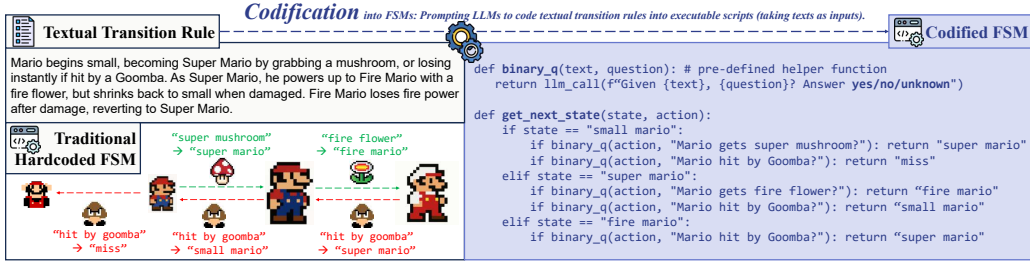 Codification into FSMs: Prompting LLMs to code textual transition rules into executable scripts (taking texts as inputs).
Textual Transition Rule
Mario begins small, becoming Super Mario by grabbing a mushroom, or losing
instantly if hit by a Goomba. As Super Mario, he powers up to Fire Mario with a
fire flower, but shrinks back to small when damaged. Fire Mario loses fire power
after damage, reverting to Super Mario.
Traditional
Hardcoded FSM
“super mushroom”
→ “super mario”
“fire flower”
→ “fire mario”
“hit by goomba”
→ “miss”
“hit by goomba”
→ “small mario”
“hit by goomba”
→ “super mario”
Codified FSM
def binary_q(text, question): # pre-defined helper function
return llm_call(f“Given {text}, {question}? Answer yes/no/unknown")
def get_next_state(state, action):
if state == "small mario":
if binary_q(action, "Mario gets super mushroom?"): return "super mario"
if binary_q(action, "Mario hit by Goomba?"): return "miss"
elif state == "super mario":
if binary_q(action, "Mario gets fire flower?"): return “fire mario"
if binary_q(action, "Mario hit by Goomba?"): return “small mario"
elif state == "fire mario":
if binary_q(action, "Mario hit by Goomba?"): return “super mario"